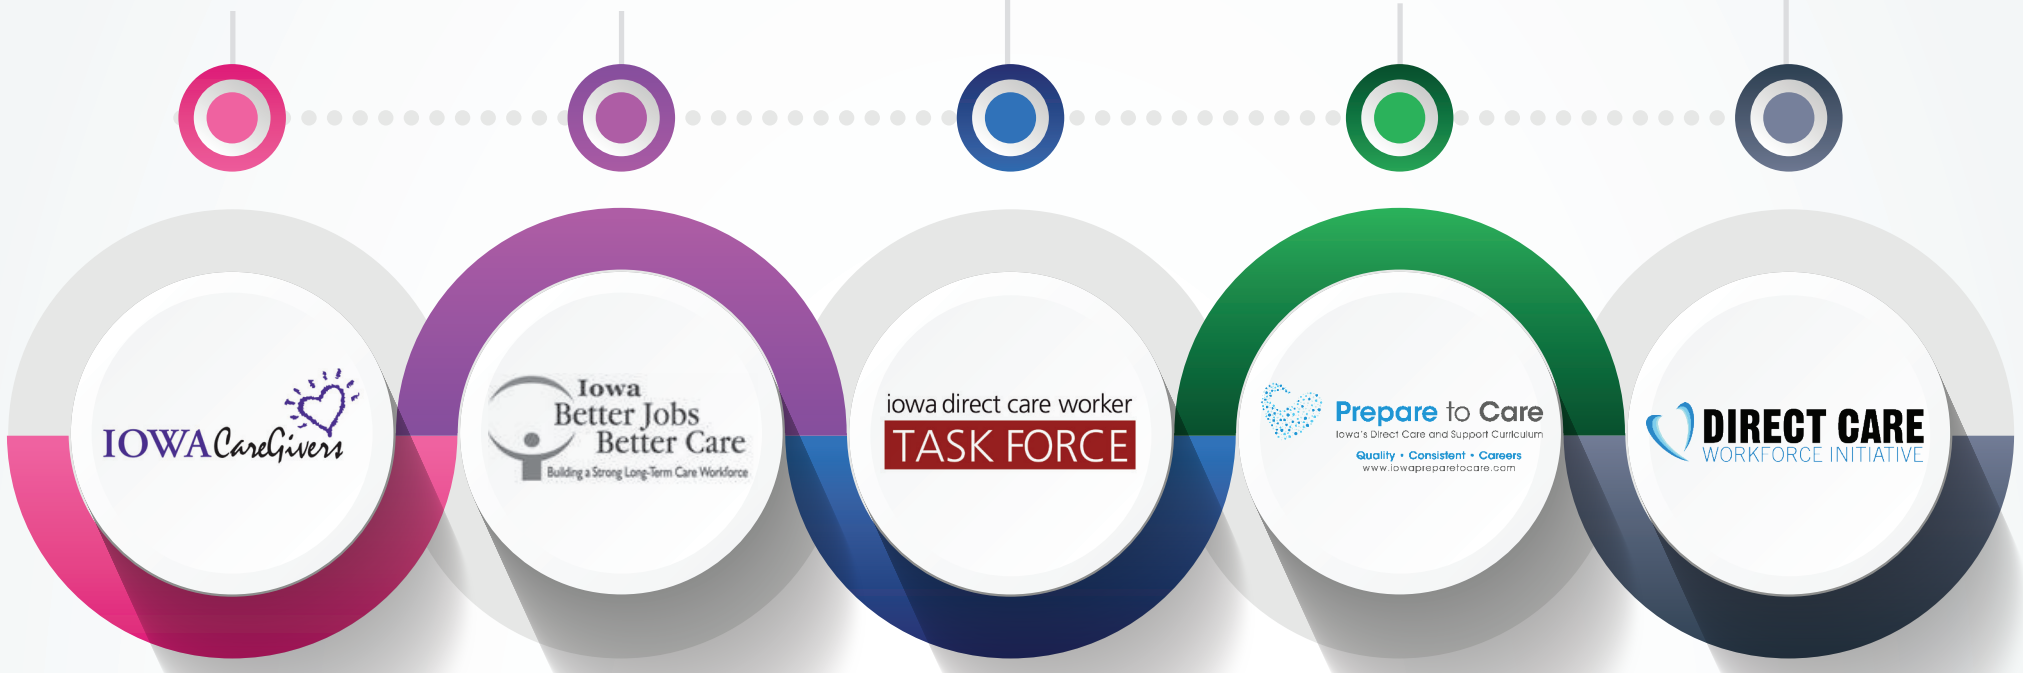 IOWA CareGivers
Iowa
Better Jobs
Better Care
Building a Strong Long-Term Care Workforce
iowa direct care worker
TASK FORCE
Prepare to Care
Iowa's Direct Care and Support Curriculum
Quality • Consistent • Careers
www.iowapreparetocare.com
DIRECT CARE
WORKFORCE INITIATIVE